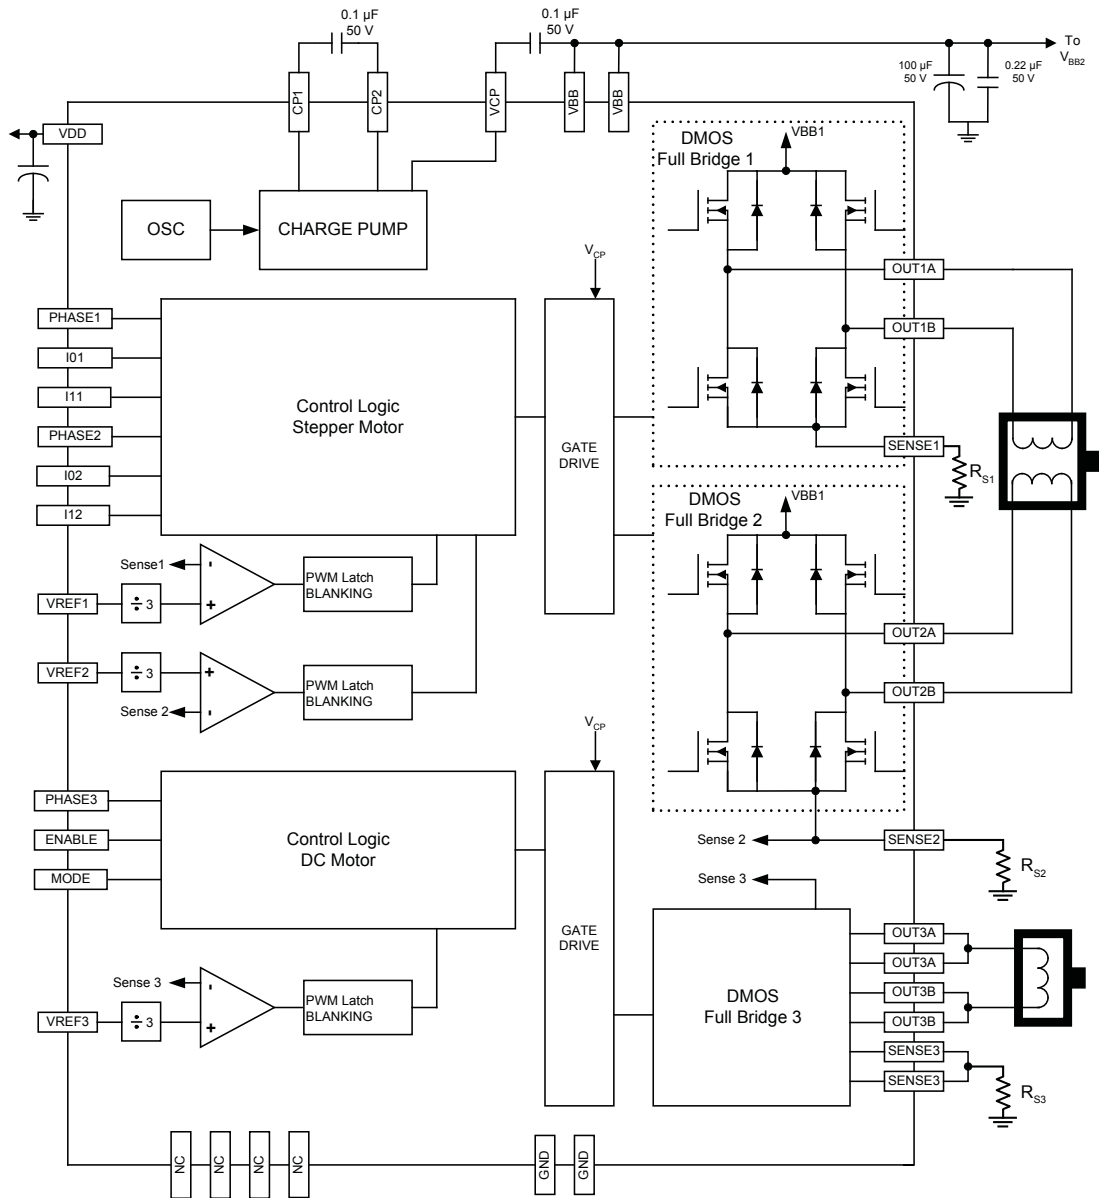 0.1 µF
50 V
0.1 µF
50 V
To
VBB2
100 µF
50 V
0.22 µF
50 V
CP1
CP2
VCP
VBB
VBB
VDD
DMOS
Full Bridge 1
VBB1
OSC
CHARGE PUMP
VCP
OUT1A
PHASE1
OUT1B
I01
I11
Control Logic
Stepper Motor
PHASE2
GATE
DRIVE
SENSE1
RS1
I02
I12
DMOS
Full Bridge 2
VBB1
Sense1
-
+
PWM Latch
BLANKING
VREF1
÷ 3
OUT2A
VREF2
÷ 3
+
-
PWM Latch
BLANKING
Sense 2
OUT2B
VCP
PHASE3
ENABLE
MODE
Control Logic
DC Motor
Sense 2
SENSE2
RS2
Sense 3
GATE
DRIVE
OUT3A
OUT3A
Sense 3
-
+
PWM Latch
BLANKING
DMOS
Full Bridge 3
OUT3B
OUT3B
VREF3
÷ 3
SENSE3
SENSE3
RS3
NC
NC
NC
NC
GND
GND